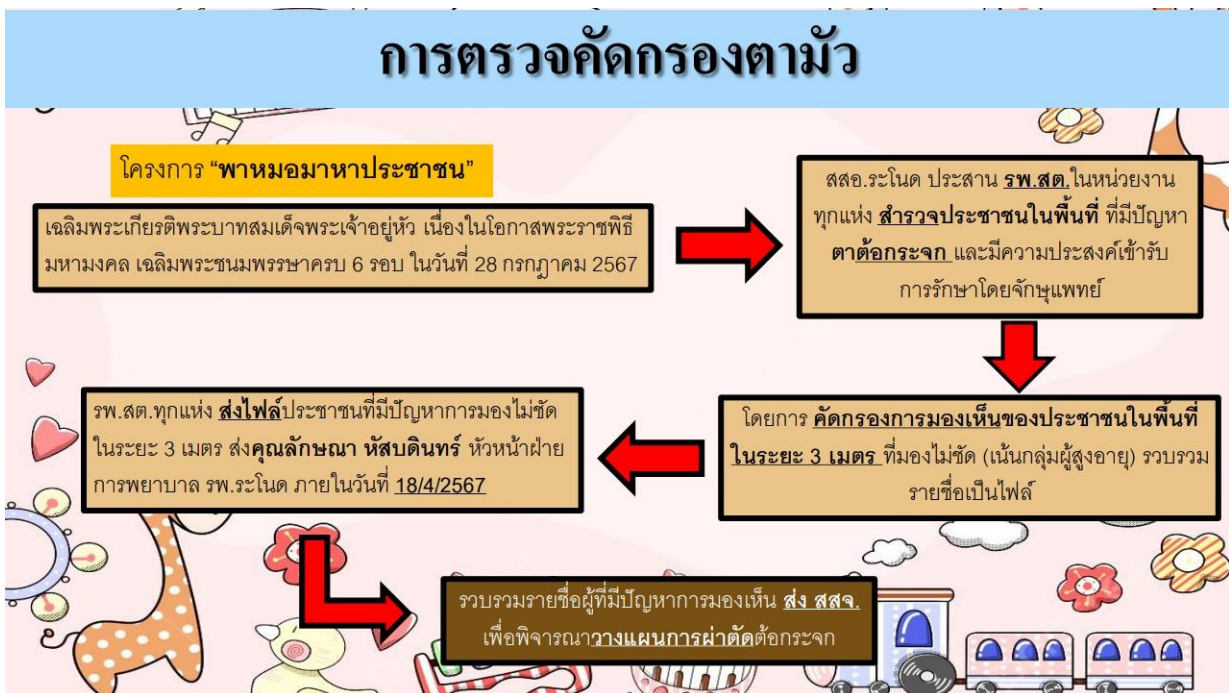 การตรวจคัดกรองตามัว
โครงการ “พาหมอมาหาประชาชน”
เฉลิมพระเกียรติพระบาทสมเด็จพระเจ้าอยู่หัว เนื่องในโอกาสพระราชพิธี
มหามงคล เฉลิมพระชนมพรรษาครบ 6 รอบ ในวันที่ 28 กรกฎาคม 2567
สสอ.ระโนด ประสาน รพ.สต.ในหน่วยงาน
ทุกแห่ง สำรวจประชาชนในพื้นที่ ที่มีปัญหา
ตาต้อกระจก และมีความประสงค์เข้ารับ
การรักษาโดยจักษุแพทย์
โดยการ คัดกรองการมองเห็นของประชาชนในพื้นที่
ในระยะ 3 เมตร ที่มองไม่ชัด (เน้นกลุ่มผู้สูงอายุ) รวบรวม
รายชื่อเป็นไฟล์
รพ.สต.ทุกแห่ง ส่งไฟล์ประชาชนที่มีปัญหาการมองไม่ชัด
ในระยะ 3 เมตร ส่งคุณลักษณา หัสบดินทร์ หัวหน้าฝ่าย
การพยาบาล รพ.ระโนด ภายในวันที่ 18/4/2567
รวบรวมรายชื่อผู้ที่มีปัญหาการมองเห็น ส่ง สสจ.
เพื่อพิจารณาวางแผนการผ่าตัดต้อกระจก